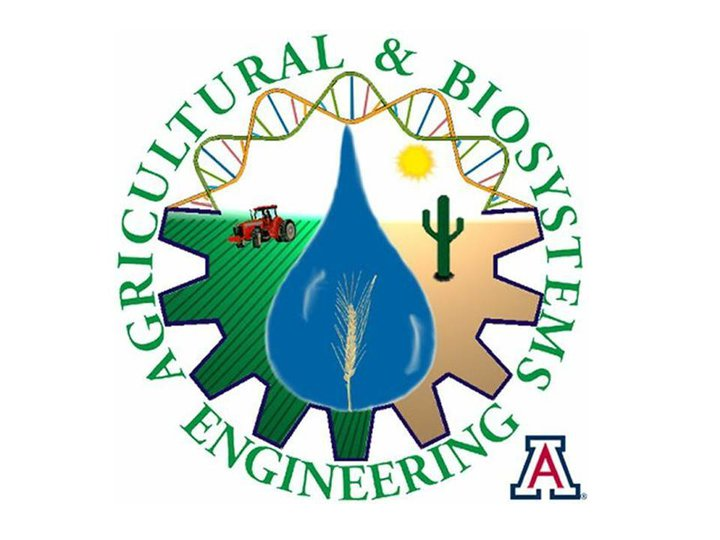 AGRICULTURAL & BIOSYSTEMS
ENGINEERING
A
®